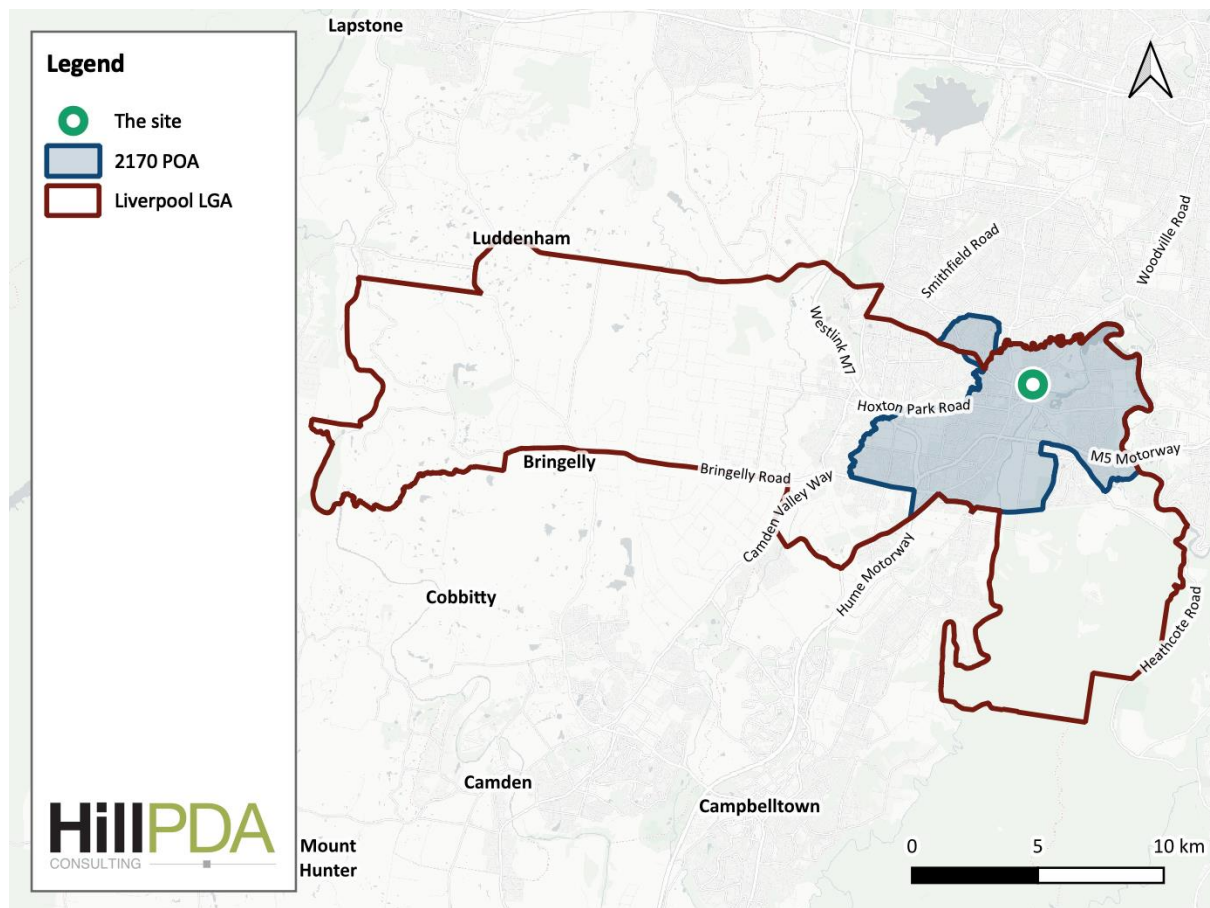 Lapstone
Legend
The site
2170 POA
Liverpool LGA
Luddenham
Smithfield Road
Woodville Road
Westlink M7
Hoxton Park Road
M5 Motorway
Bringelly
Bringelly Road
Camden Valley Way
Hume Motorway
Cobbitty
Heathcote Road
Camden
Campbelltown
HillPDA
CONSULTING
Mount
Hunter
0 5 10 km